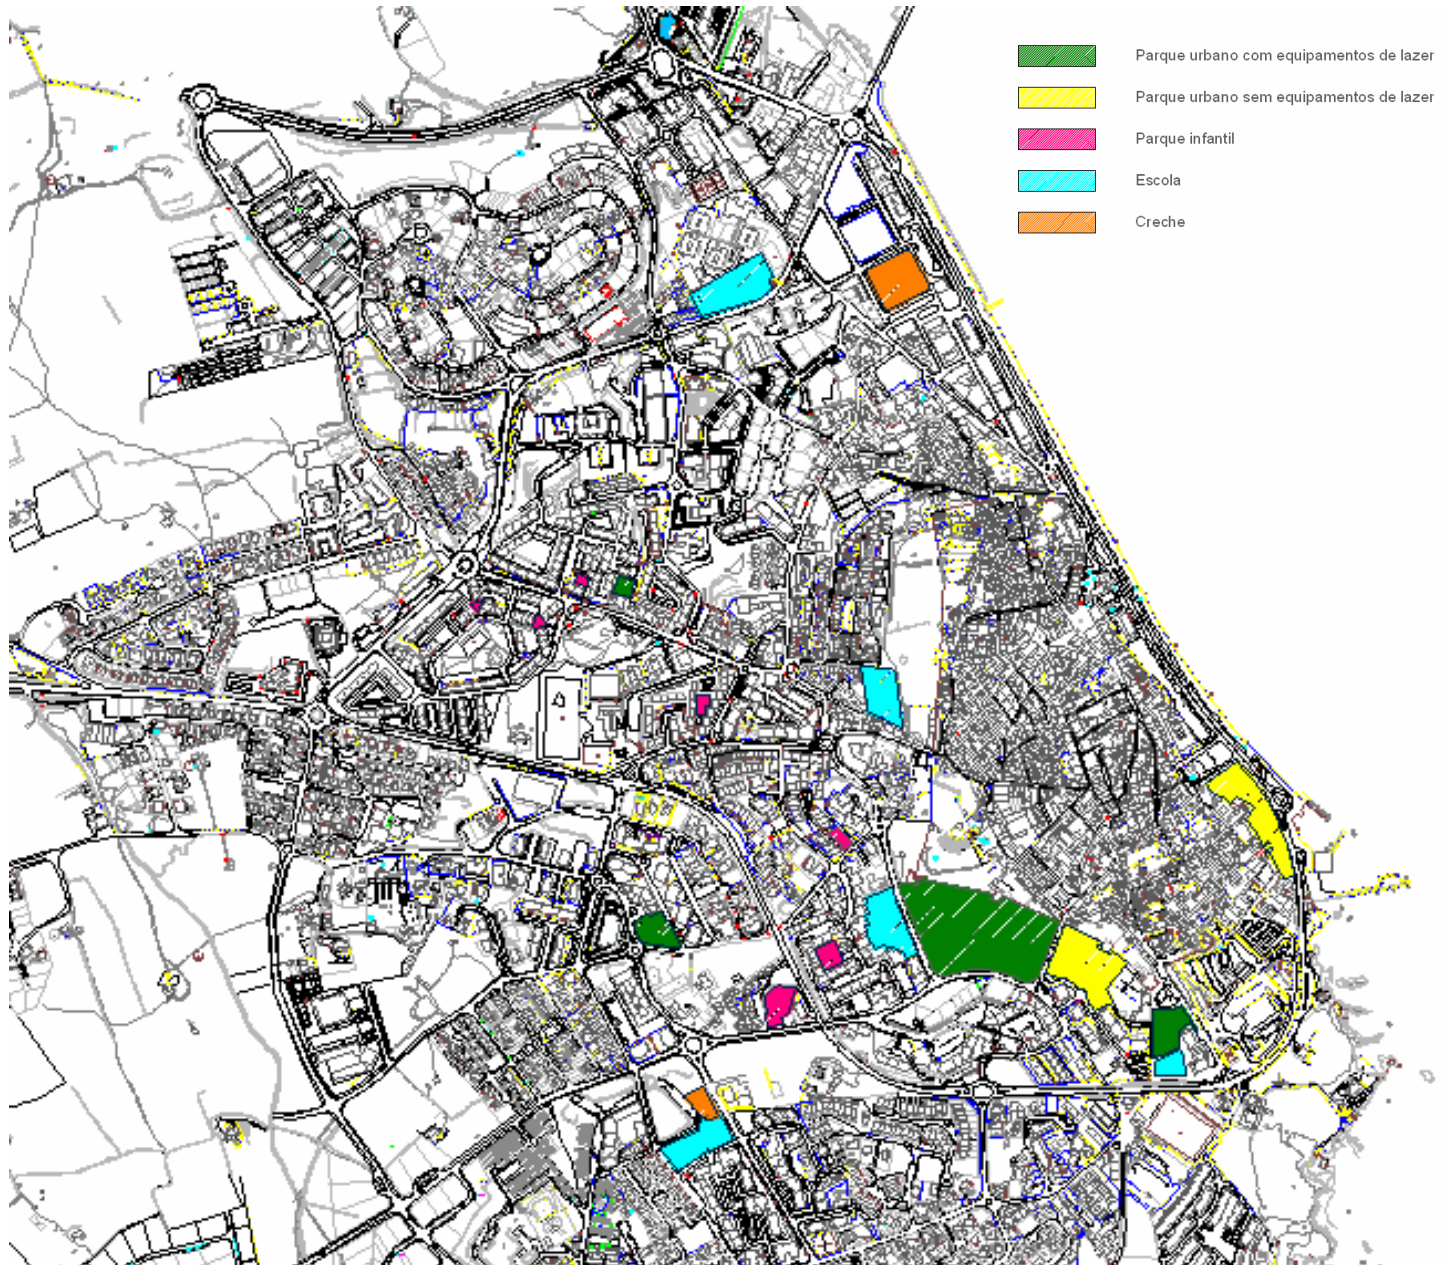 Parque urbano com equipamentos de lazer
Parque urbano sem equipamentos de lazer
Parque infantil
Escola
Creche